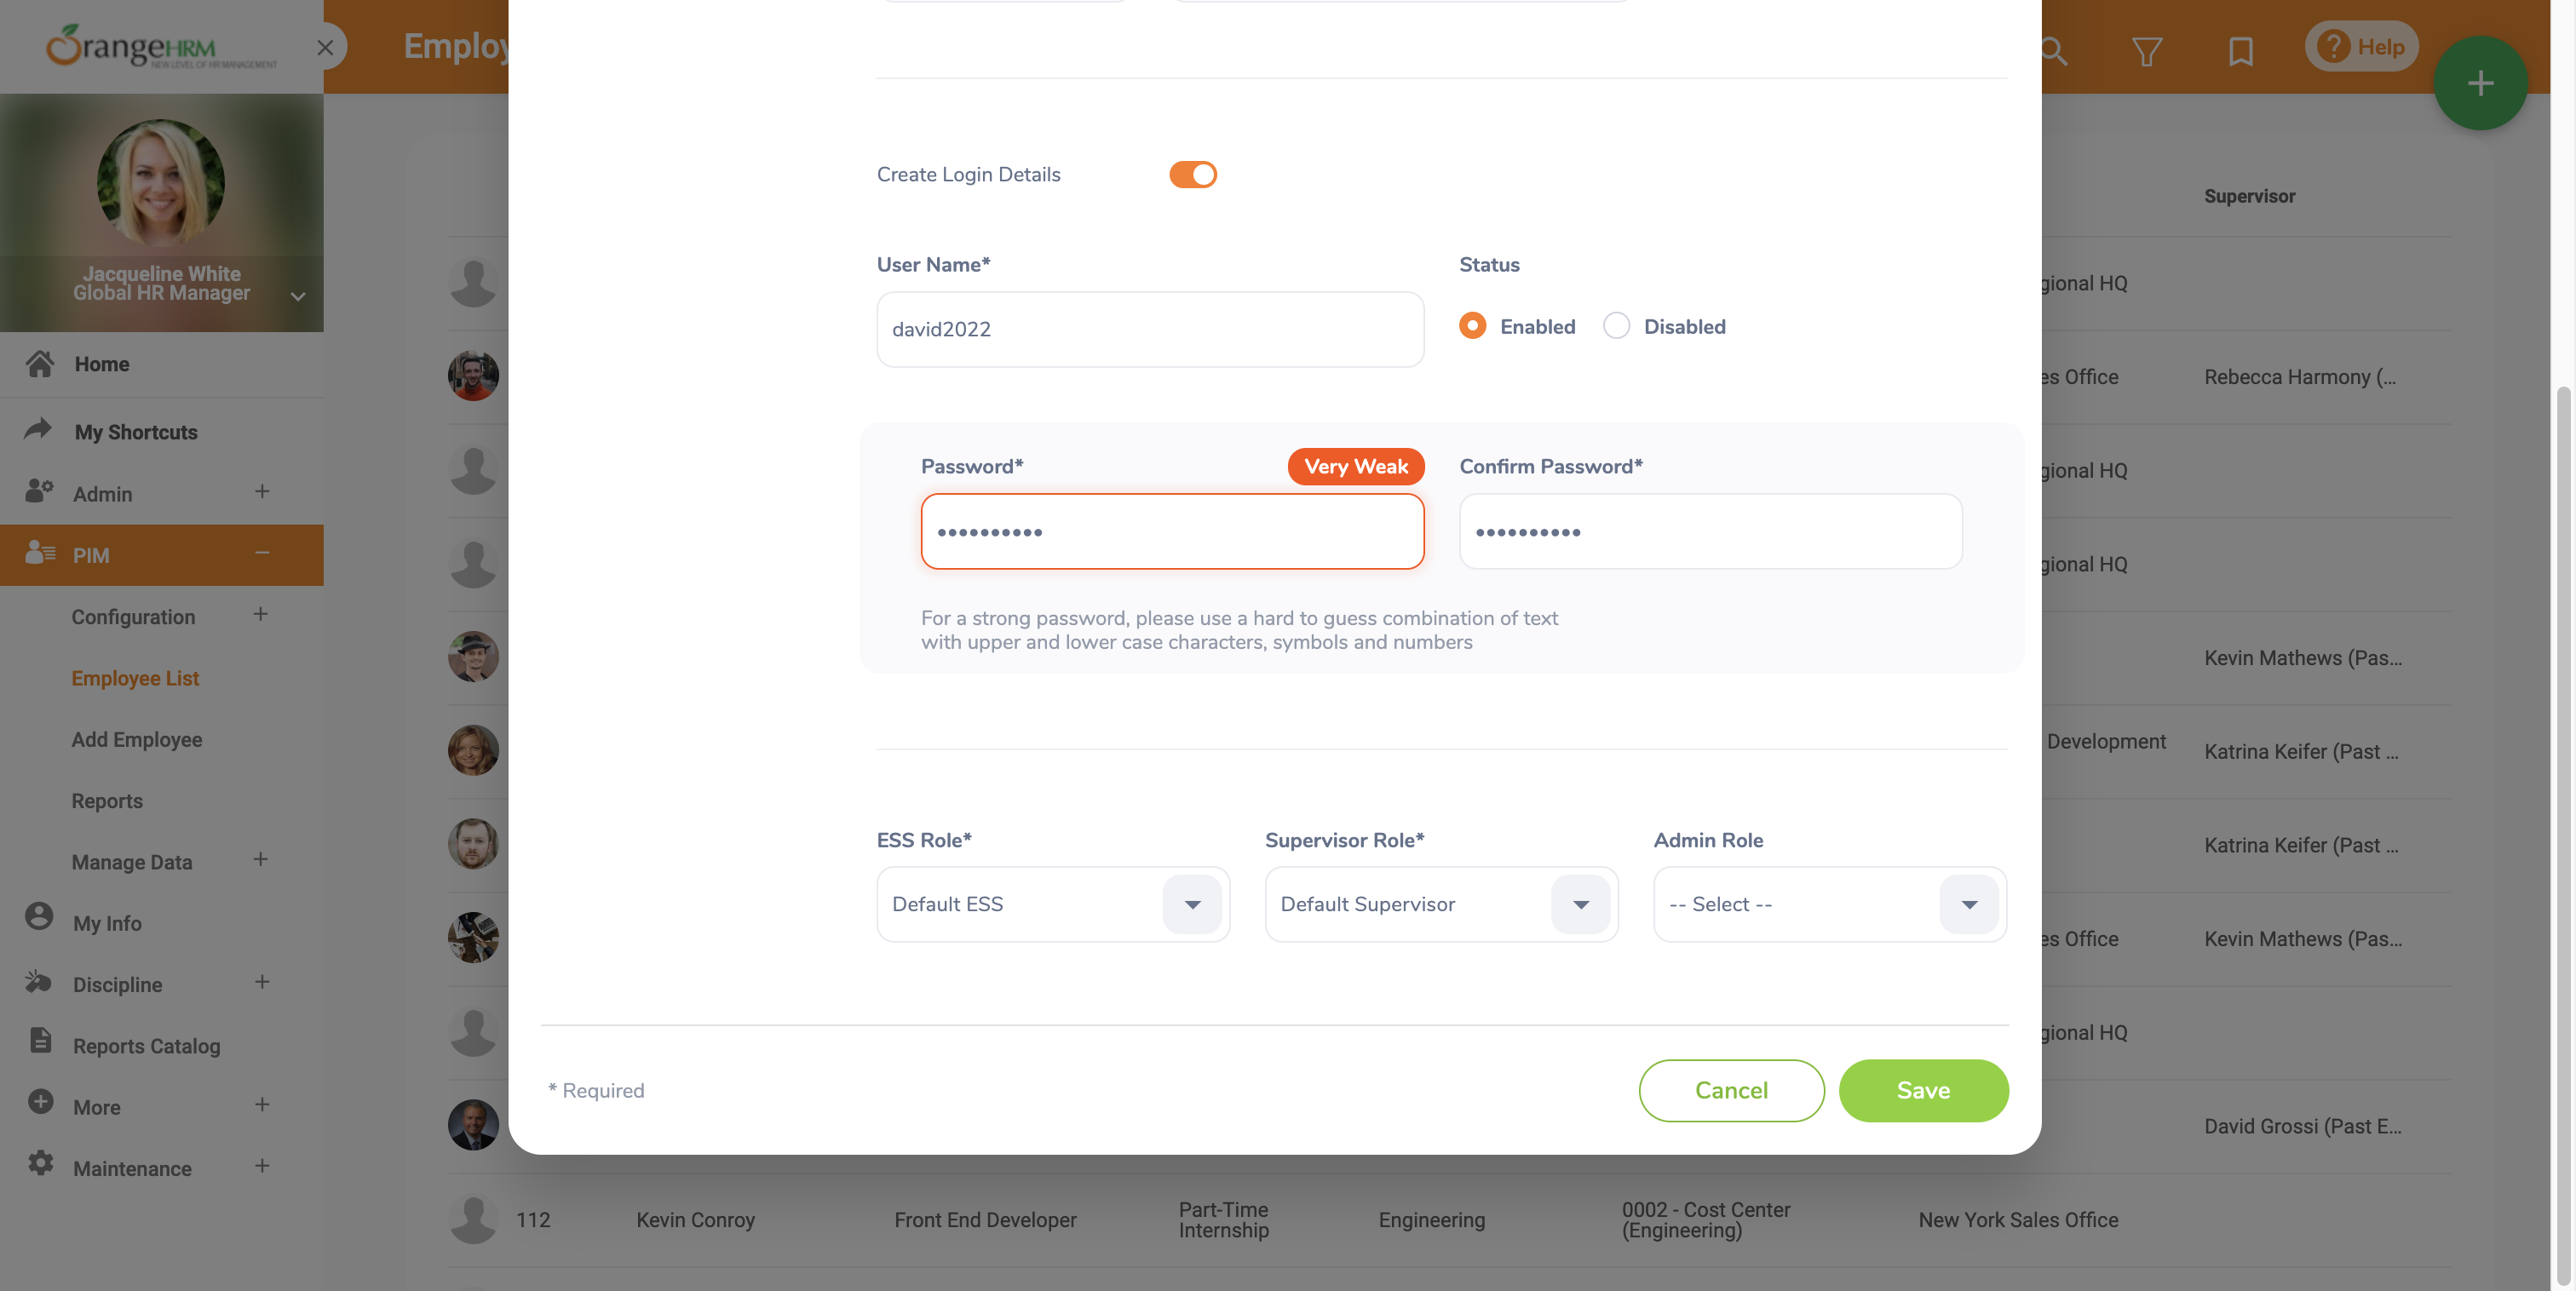 OrangeHRM
NEW LEVEL OF HR MANAGEMENT
Employ
Help
Jacqueline White
Global HR Manager
Home
My Shortcuts
Admin
PIM
Configuration
Employee List
Add Employee
Reports
Manage Data
My Info
Discipline
Reports Catalog
More
Maintenance
Create Login Details
User Name*
david2022
Status
Enabled
Disabled
Password*
Very Weak
Confirm Password*
••••••••••
••••••••••
For a strong password, please use a hard to guess combination of text
with upper and lower case characters, symbols and numbers
ESS Role*
Default ESS
Supervisor Role*
Default Supervisor
Admin Role
-- Select --
* Required
Cancel
Save
Supervisor
gional HQ
es Office
Rebecca Harmony (...
gional HQ
gional HQ
Kevin Mathews (Pas...
Development
Katrina Keifer (Past ...
Katrina Keifer (Past ...
es Office
Kevin Mathews (Pas...
gional HQ
David Grossi (Past E...
112
Kevin Conroy
Front End Developer
Part-Time
Internship
Engineering
0002 - Cost Center
(Engineering)
New York Sales Office